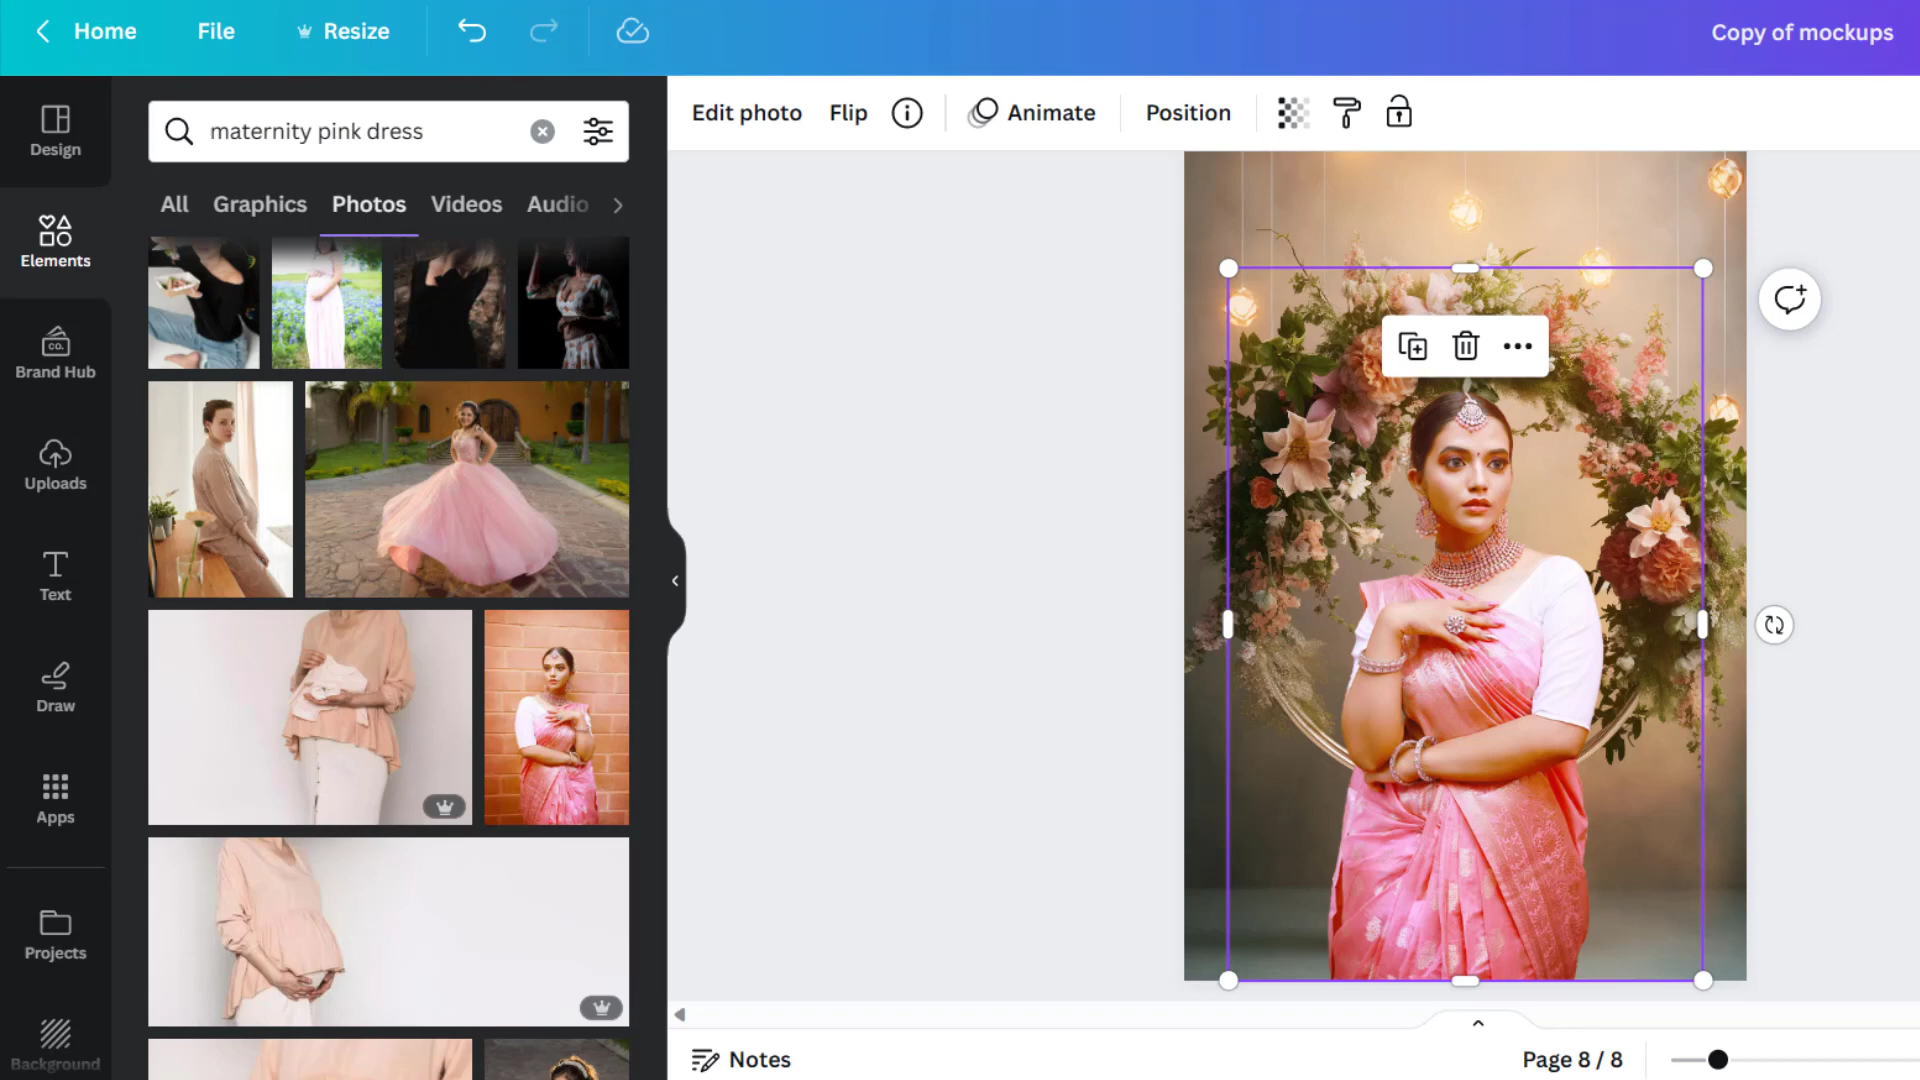 Home
File
Resize
Copy of mockups
Design
Elements
CO.
Brand Hub
Uploads
Text
Draw
Apps
Projects
Background
maternity pink dress
All
Graphics
Photos
Videos
Audio
Edit photo
Flip
Animate
Position
Notes
Page 8 / 8